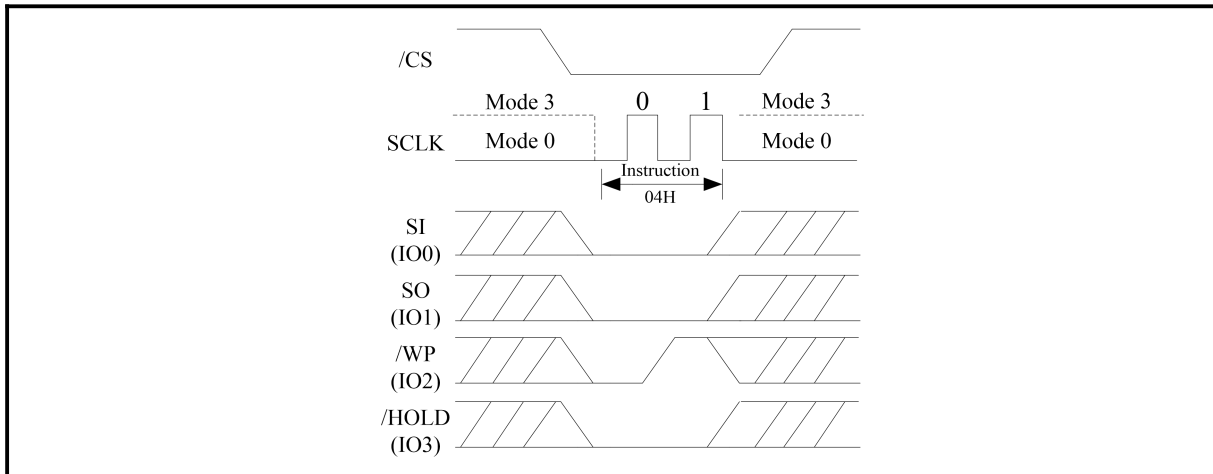 /CS
Mode 3 0 1 Mode 3
SCLK Mode 0 Mode 0
Instruction
04H
SI
(IO0)
SO
(IO1)
/WP
(IO2)
/HOLD
(IO3)